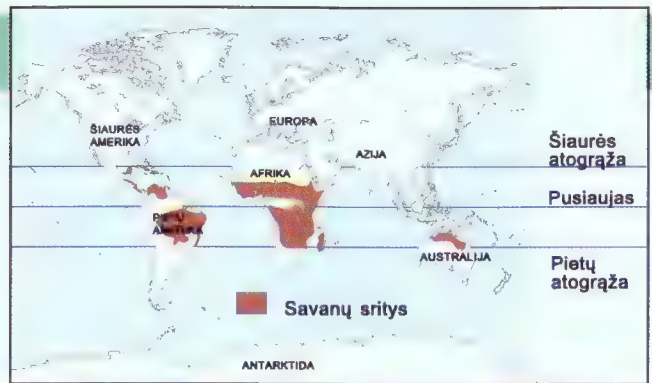 ŠIAURĖS
AMERIKA
EUROPA
AZIJA
AFRIKA
AUSTRALIJA
ANTARKTIDA
Šiaurės
atogrąža
Pusiaujas
Pietų
atogrąža
Savanų sritys